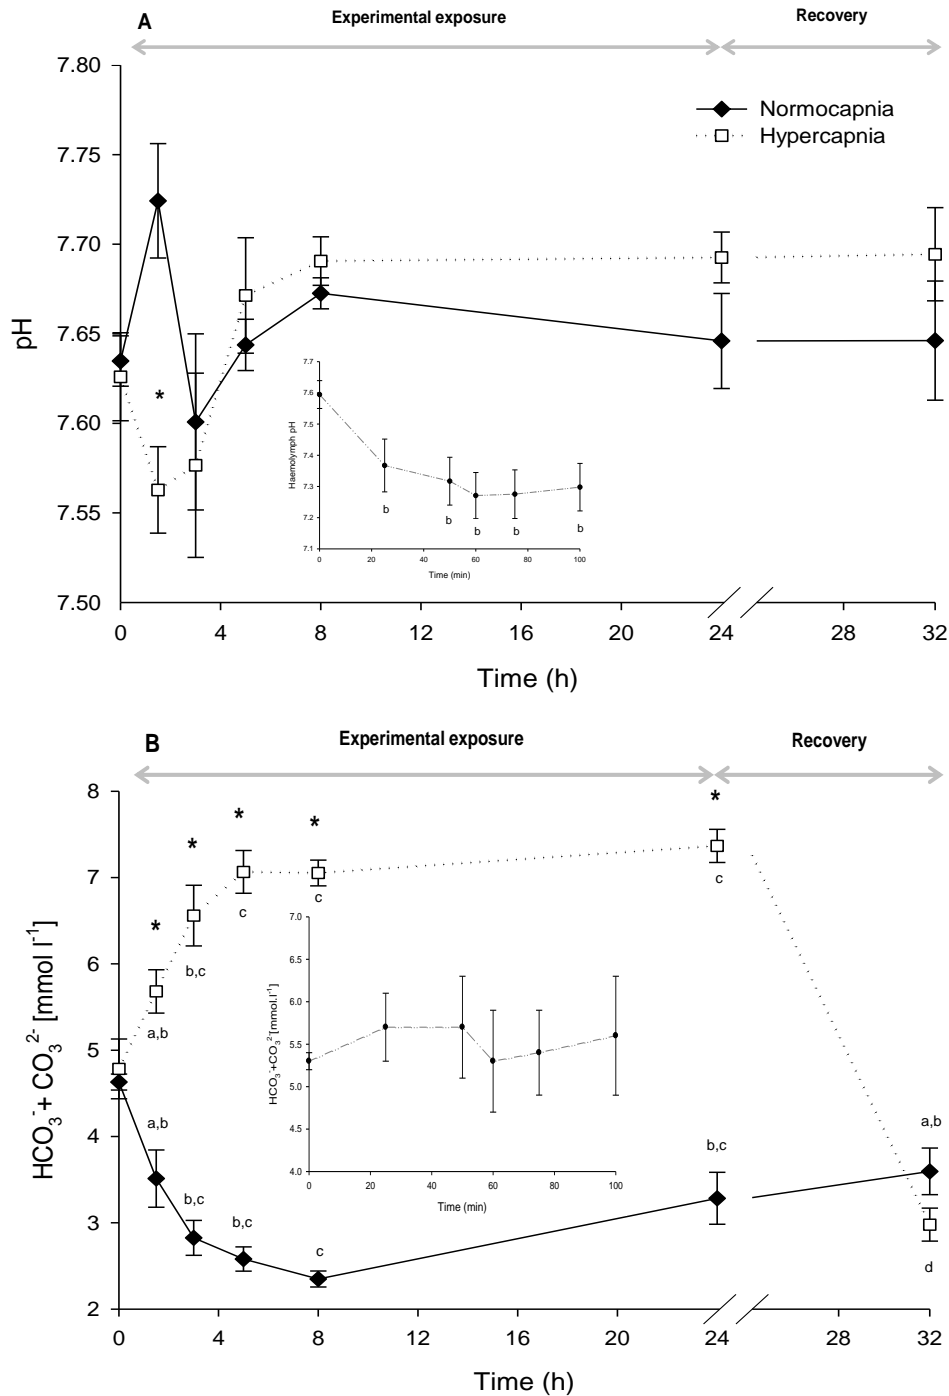 A
Experimental exposure
Recovery
7.80
7.75
7.70
7.65
7.60
7.55
7.50
pH
Normocapnia
Hypercapnia
*
7.7
7.6
7.5
7.4
7.3
7.2
7.1
Haemolymph pH
b
b
b
b
b
0 20 40 60 80 100
Time (min)
0 4 8 12 16 20 24 28 32
Time (h)
B
Experimental exposure
Recovery
8
7
6
5
4
3
2
HCO₃⁻+ CO₃²⁻ [mmol l⁻¹]
* * * * *
a,b
b,c
c
c
c
a,b
b,c
b,c
c
b,c
a,b
d
7.0
6.5
6.0
5.5
5.0
4.5
4.0
HCO₃⁻+CO₃²⁻[mmol.l⁻¹]
0 20 40 60 80 100
Time (min)
0 4 8 12 16 20 24 28 32
Time (h)